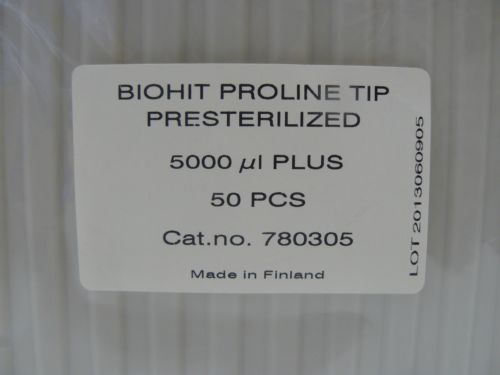 BIOHIT PROLINE TIP
PRESTERILIZED
5000 µl PLUS
50 PCS
Cat.no. 780305
Made in Finland
LOT 2013060905